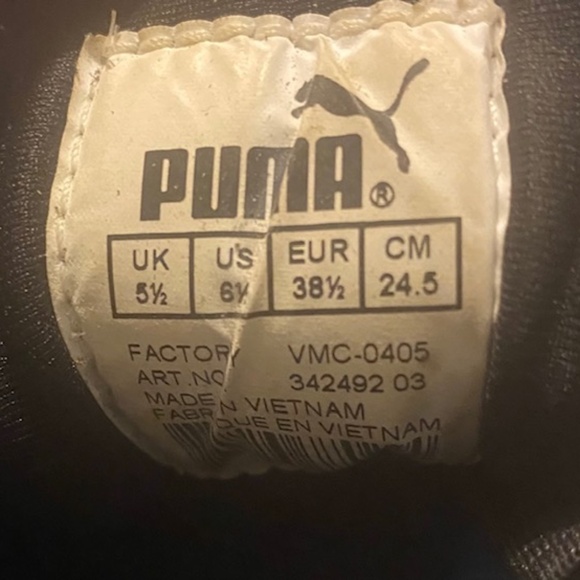 PUMA®
UK US EUR CM
5½ 6½ 38½ 24.5
FACTORY VMC-0405
ART.NO 342492 03
MADE IN VIETNAM
FABRIQUE EN VIETNAM